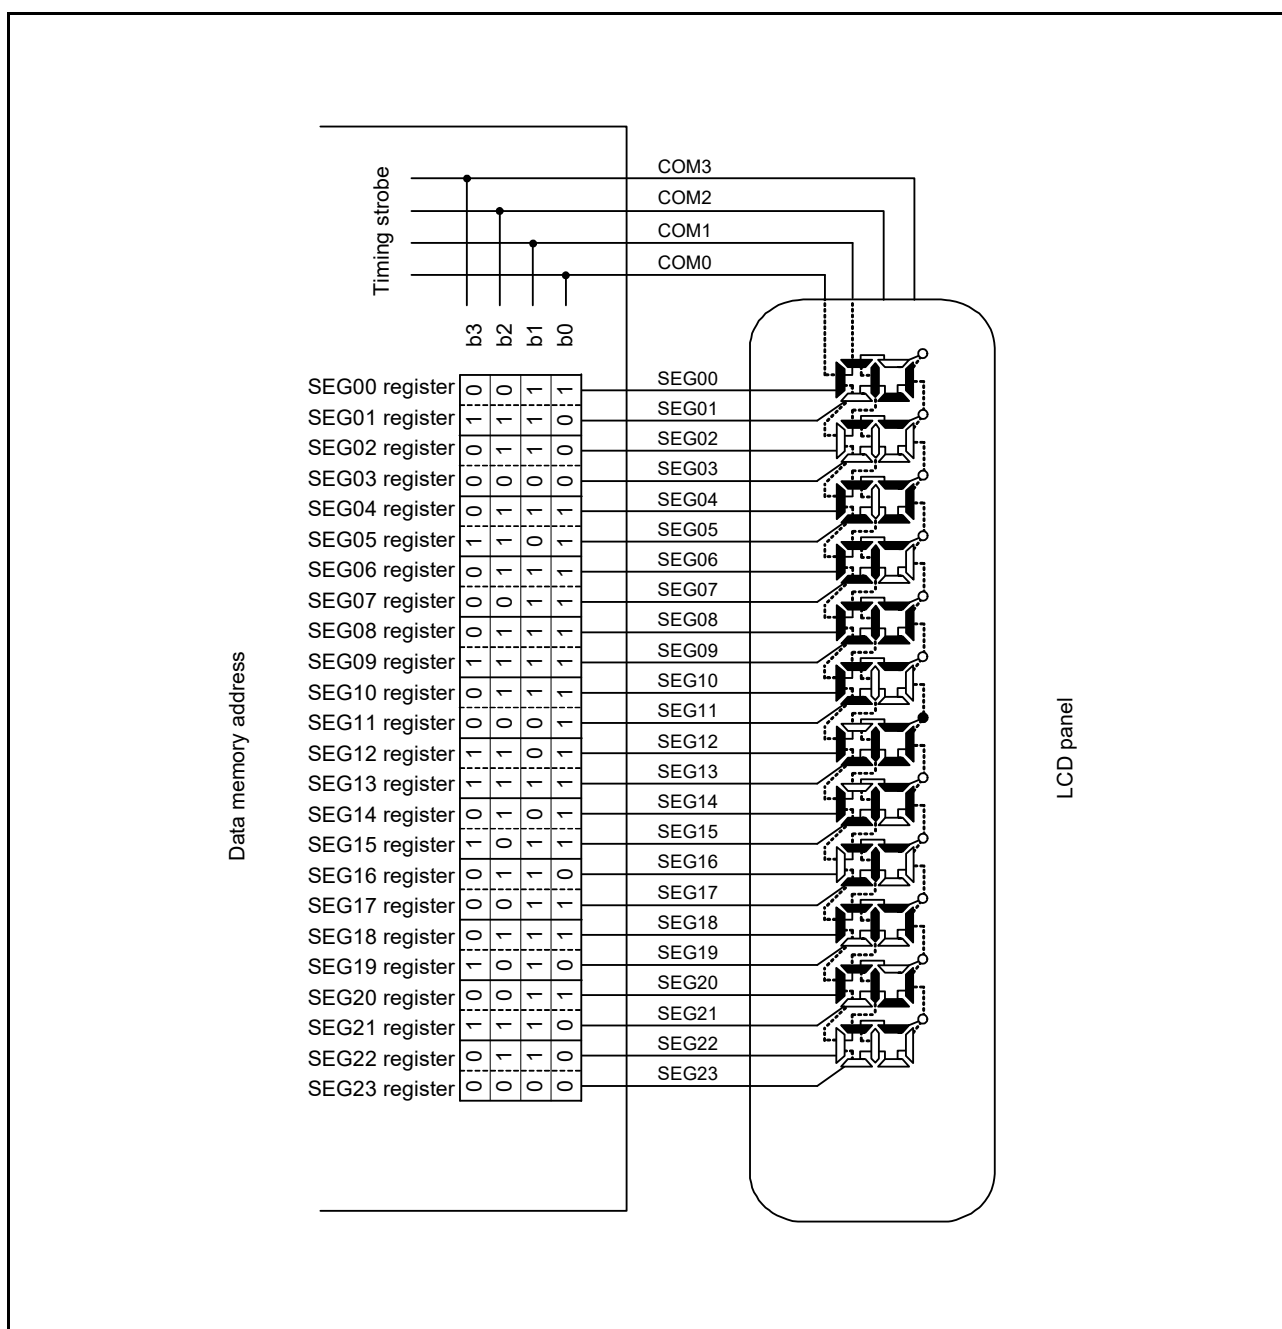 COM3
COM2
COM1
COM0
Timing strobe
b3 b2 b1 b0
SEG00 register 0 0 1 1 SEG00
SEG01 register 1 1 1 0 SEG01
SEG02 register 0 1 1 0 SEG02
SEG03 register 0 0 0 0 SEG03
SEG04 register 0 1 1 1 SEG04
SEG05 register 1 1 0 1 SEG05
SEG06 register 0 1 1 1 SEG06
SEG07 register 0 0 1 1 SEG07
SEG08 register 0 1 1 1 SEG08
SEG09 register 1 1 1 1 SEG09
SEG10 register 0 1 1 1 SEG10
SEG11 register 0 0 0 1 SEG11
SEG12 register 1 1 0 1 SEG12
SEG13 register 1 1 1 1 SEG13
SEG14 register 0 1 0 1 SEG14
SEG15 register 1 0 1 1 SEG15
SEG16 register 0 1 1 0 SEG16
SEG17 register 0 0 1 1 SEG17
SEG18 register 0 1 1 1 SEG18
SEG19 register 1 0 1 0 SEG19
SEG20 register 0 0 1 1 SEG20
SEG21 register 1 1 1 0 SEG21
SEG22 register 0 1 1 0 SEG22
SEG23 register 0 0 0 0 SEG23
Data memory address
LCD panel